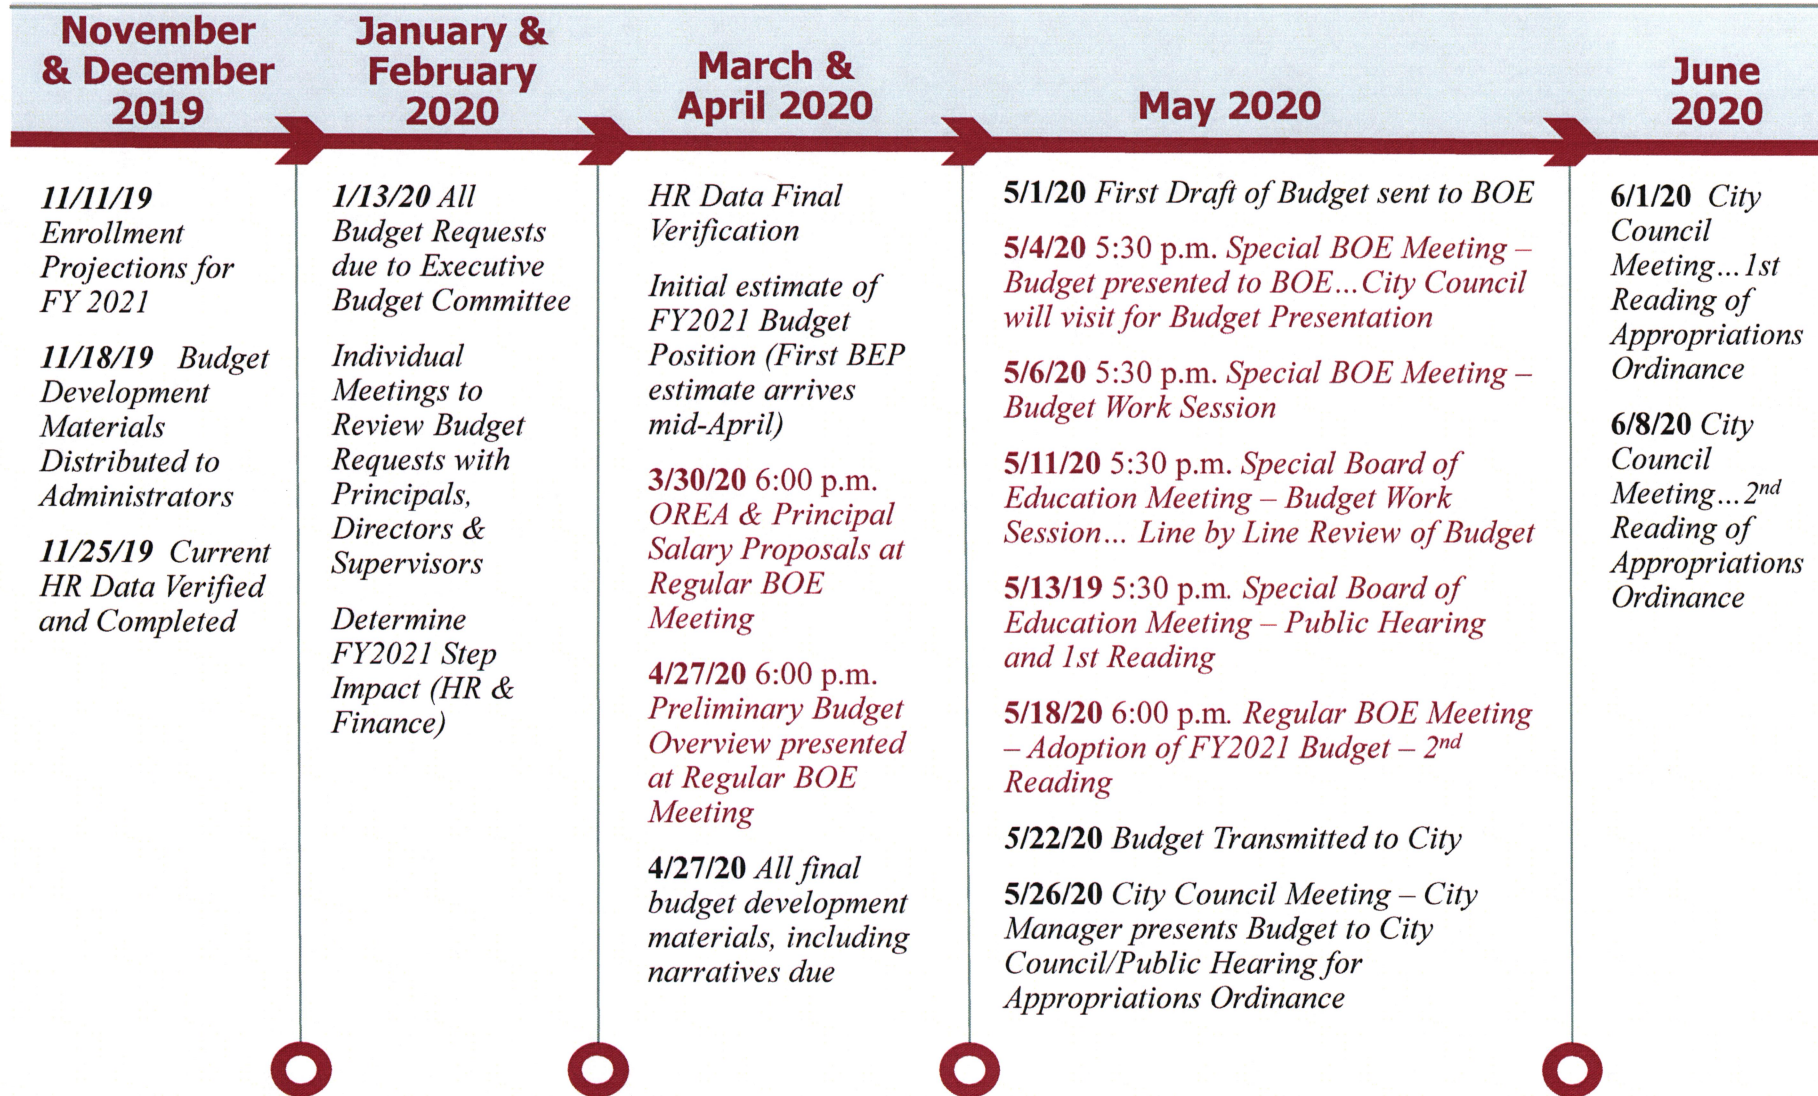 November
& December
2019
January &
February
2020
March &
April 2020
May 2020
June
2020
11/11/19
Enrollment
Projections for
FY 2021
11/18/19 Budget
Development
Materials
Distributed to
Administrators
11/25/19 Current
HR Data Verified
and Completed
1/13/20 All
Budget Requests
due to Executive
Budget Committee
Individual
Meetings to
Review Budget
Requests with
Principals,
Directors &
Supervisors
Determine
FY2021 Step
Impact (HR &
Finance)
HR Data Final
Verification
Initial estimate of
FY2021 Budget
Position (First BEP
estimate arrives
mid-April)
3/30/20 6:00 p.m.
OREA & Principal
Salary Proposals at
Regular BOE
Meeting
4/27/20 6:00 p.m.
Preliminary Budget
Overview presented
at Regular BOE
Meeting
4/27/20 All final
budget development
materials, including
narratives due
5/1/20 First Draft of Budget sent to BOE
5/4/20 5:30 p.m. Special BOE Meeting –
Budget presented to BOE...City Council
will visit for Budget Presentation
5/6/20 5:30 p.m. Special BOE Meeting –
Budget Work Session
5/11/20 5:30 p.m. Special Board of
Education Meeting – Budget Work
Session... Line by Line Review of Budget
5/13/19 5:30 p.m. Special Board of
Education Meeting – Public Hearing
and 1st Reading
5/18/20 6:00 p.m. Regular BOE Meeting
– Adoption of FY2021 Budget – 2nd
Reading
5/22/20 Budget Transmitted to City
5/26/20 City Council Meeting – City
Manager presents Budget to City
Council/Public Hearing for
Appropriations Ordinance
6/1/20 City
Council
Meeting...1st
Reading of
Appropriations
Ordinance
6/8/20 City
Council
Meeting...2nd
Reading of
Appropriations
Ordinance